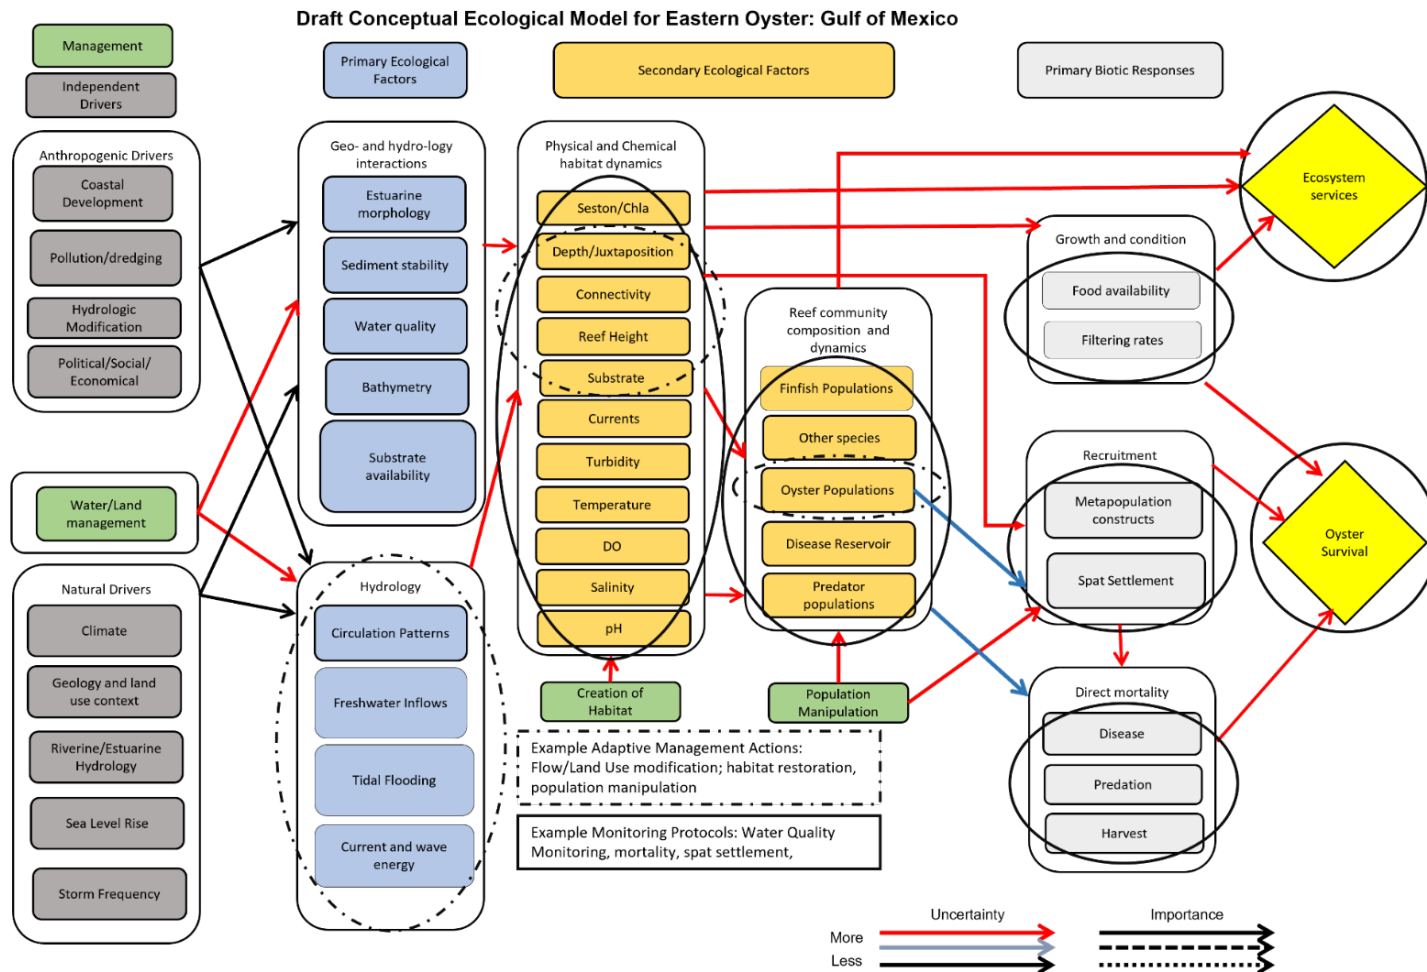 Draft Conceptual Ecological Model for Eastern Oyster: Gulf of Mexico
Management
Independent
Drivers
Primary Ecological
Factors
Secondary Ecological Factors
Primary Biotic Responses
Anthropogenic Drivers
Coastal
Development
Pollution/dredging
Hydrologic
Modification
Political/Social/
Economical
Water/Land
management
Natural Drivers
Climate
Geology and land
use context
Riverine/Estuarine
Hydrology
Sea Level Rise
Storm Frequency
Geo- and hydro-logy
interactions
Estuarine
morphology
Sediment stability
Water quality
Bathymetry
Substrate
availability
Hydrology
Circulation Patterns
Freshwater Inflows
Tidal Flooding
Current and wave
energy
Physical and Chemical
habitat dynamics
Seston/Chla
Depth/Juxtaposition
Connectivity
Reef Height
Substrate
Currents
Turbidity
Temperature
DO
Salinity
pH
Creation of
Habitat
Reef community
composition and
dynamics
Finfish Populations
Other species
Oyster Populations
Disease Reservoir
Predator
populations
Population
Manipulation
Example Adaptive Management Actions:
Flow/Land Use modification; habitat restoration,
population manipulation
Example Monitoring Protocols: Water Quality
Monitoring, mortality, spat settlement,
Growth and condition
Food availability
Filtering rates
Recruitment
Metapopulation
constructs
Spat Settlement
Direct mortality
Disease
Predation
Harvest
Ecosystem
services
Oyster
Survival
Uncertainty
Importance
More
Less